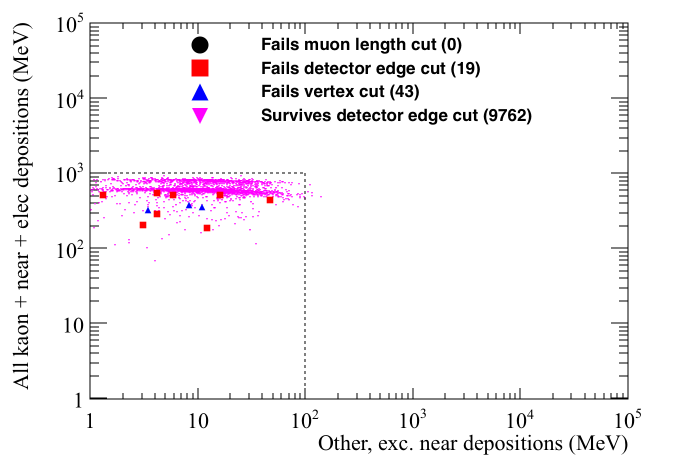 All kaon + near + elec depositions (MeV)
10^5
Fails muon length cut (0)
Fails detector edge cut (19)
10^4
Fails vertex cut (43)
Survives detector edge cut (9762)
10^3
10^2
10
1
1 10 10^2 10^3 10^4 10^5
Other, exc. near depositions (MeV)